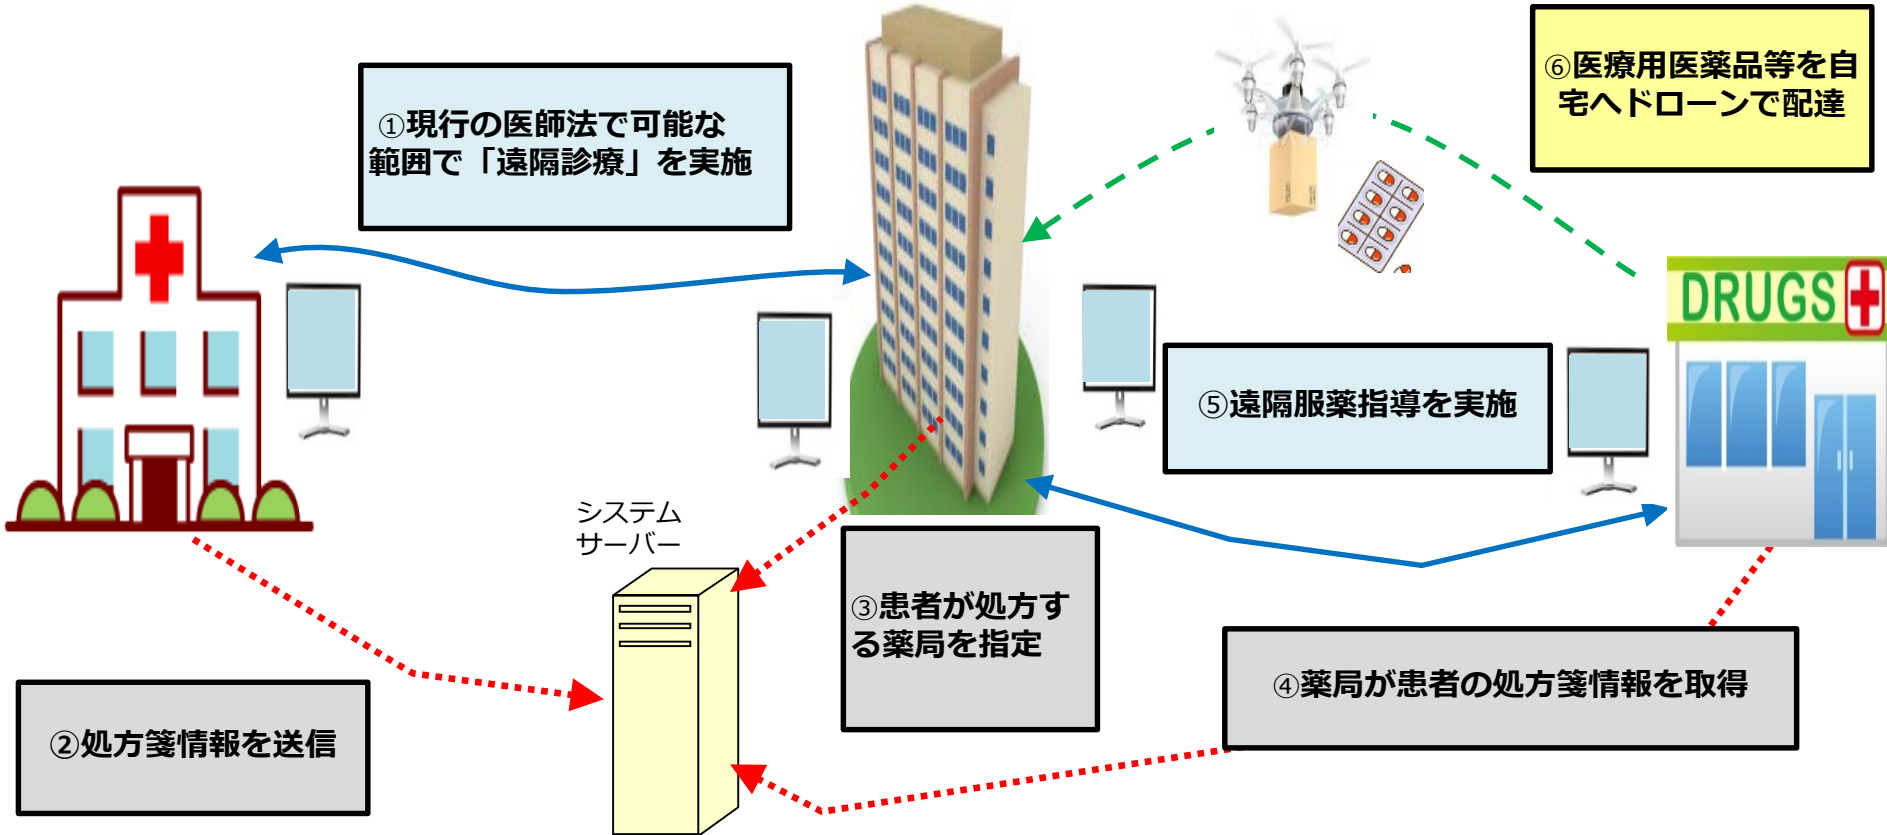 ①現行の医師法で可能な
範囲で「遠隔診療」を実施
⑥医療用医薬品等を自
宅へドローンで配達
DRUGS
⑤遠隔服薬指導を実施
システム
サーバー
③患者が処方す
る薬局を指定
④薬局が患者の処方箋情報を取得
②処方箋情報を送信